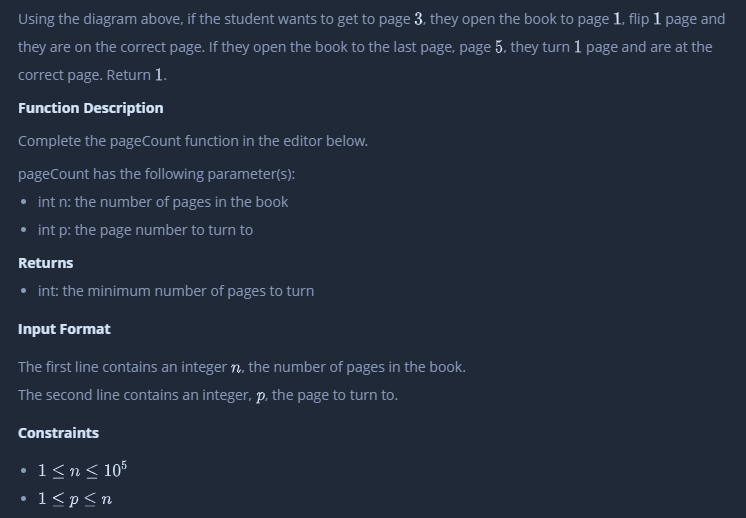 Using the diagram above, if the student wants to get to page 3, they open the book to page 1, flip 1 page and
they are on the correct page. If they open the book to the last page, page 5, they turn 1 page and are at the
correct page. Return 1.
Function Description
Complete the pageCount function in the editor below.
pageCount has the following parameter(s):
• int n: the number of pages in the book
• int p: the page number to turn to
Returns
• int: the minimum number of pages to turn
Input Format
The first line contains an integer n, the number of pages in the book.
The second line contains an integer, p, the page to turn to.
Constraints
• 1 ≤ n ≤ 10⁵
• 1 ≤ p ≤ n